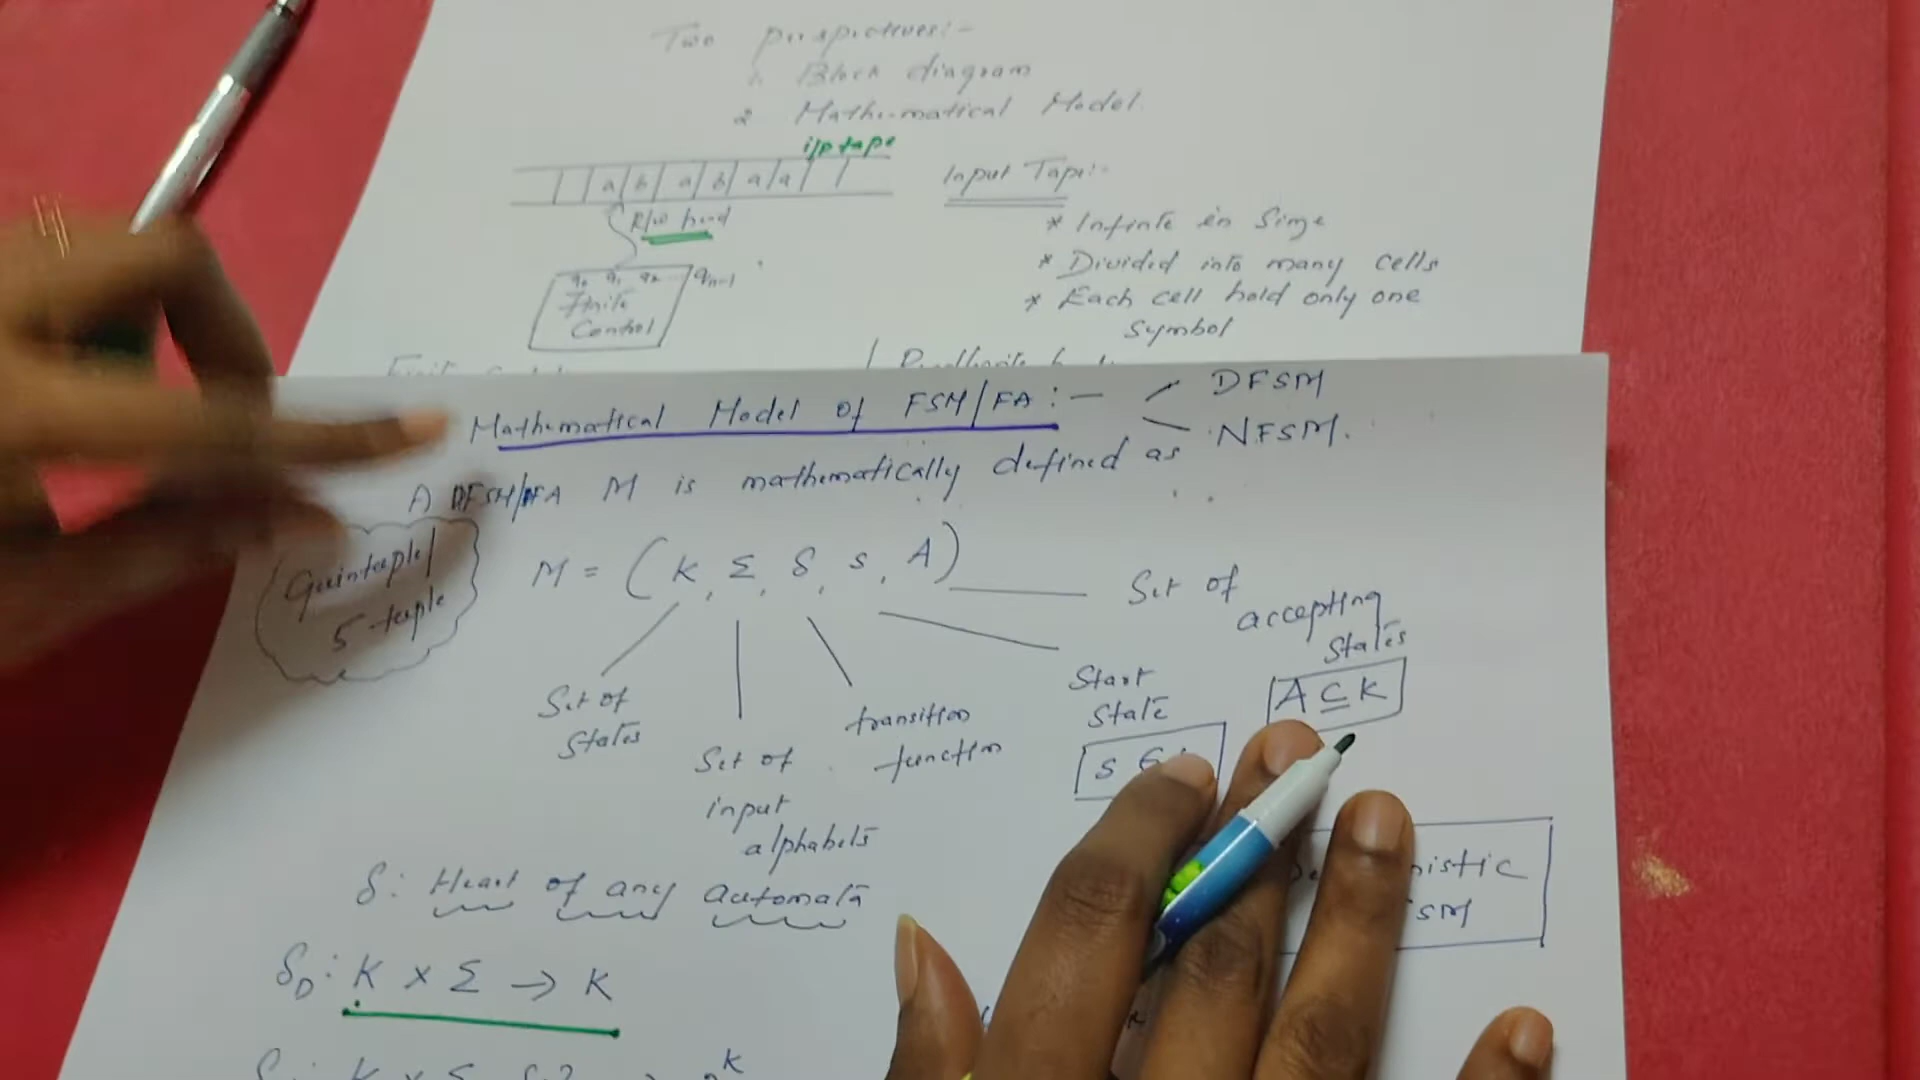 Two perspectives:-
1. Block diagram
2 Mathematical Model.
i/p tape
a b a b a a
R/W head
Input Tape:-
* Infinite in Singe
* Divided into many cells
* Each cell hold only one
Symbol
q0 q1 q2 qn-1
Finite
Control
Mathematical Model of FSM/FA:-
DFSM
NFSM.
A DFSM/DFA M is mathematically defined as
Quintuple/
5-tuple
M = (K, Σ, δ, s, A)
Set of
accepting
States
A ⊆ K
Set of
States
Set of
input
alphabets
transition
function
Start
State
s
δ: Heart of any automata
δD: K × Σ → K